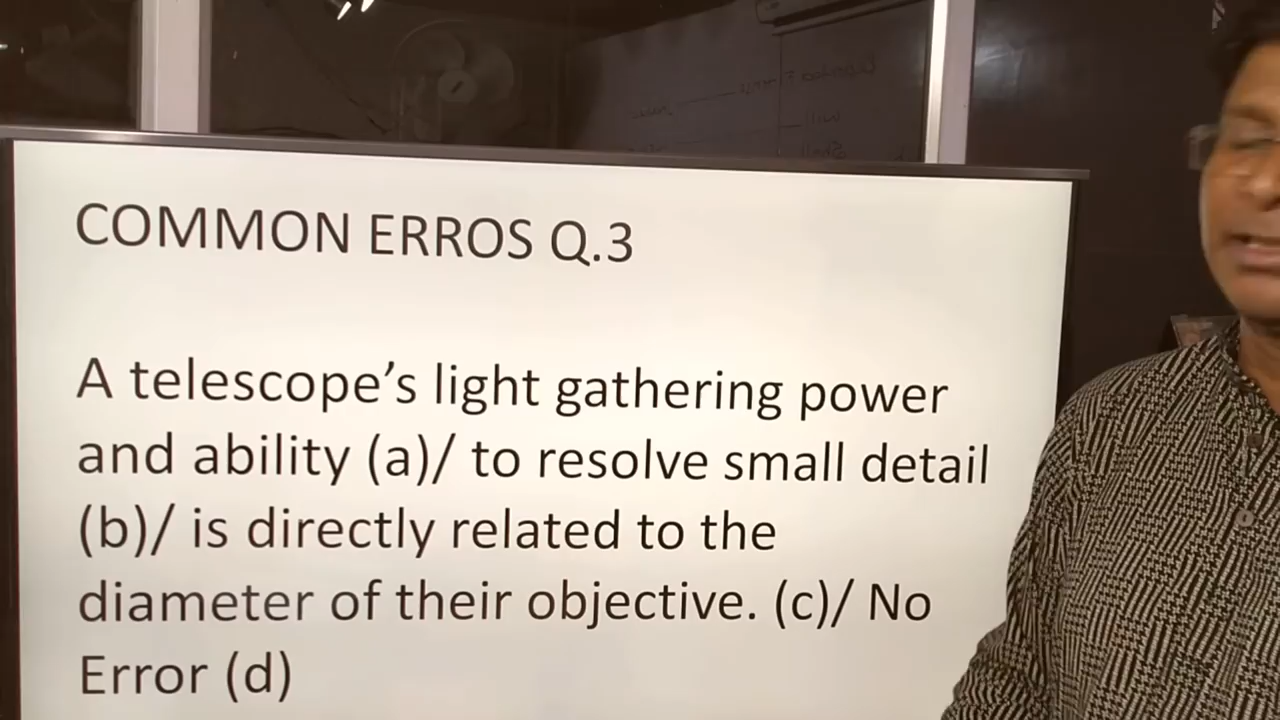 COMMON ERROS Q.3
A telescope’s light gathering power
and ability (a)/ to resolve small detail
(b)/ is directly related to the
diameter of their objective. (c)/ No
Error (d)